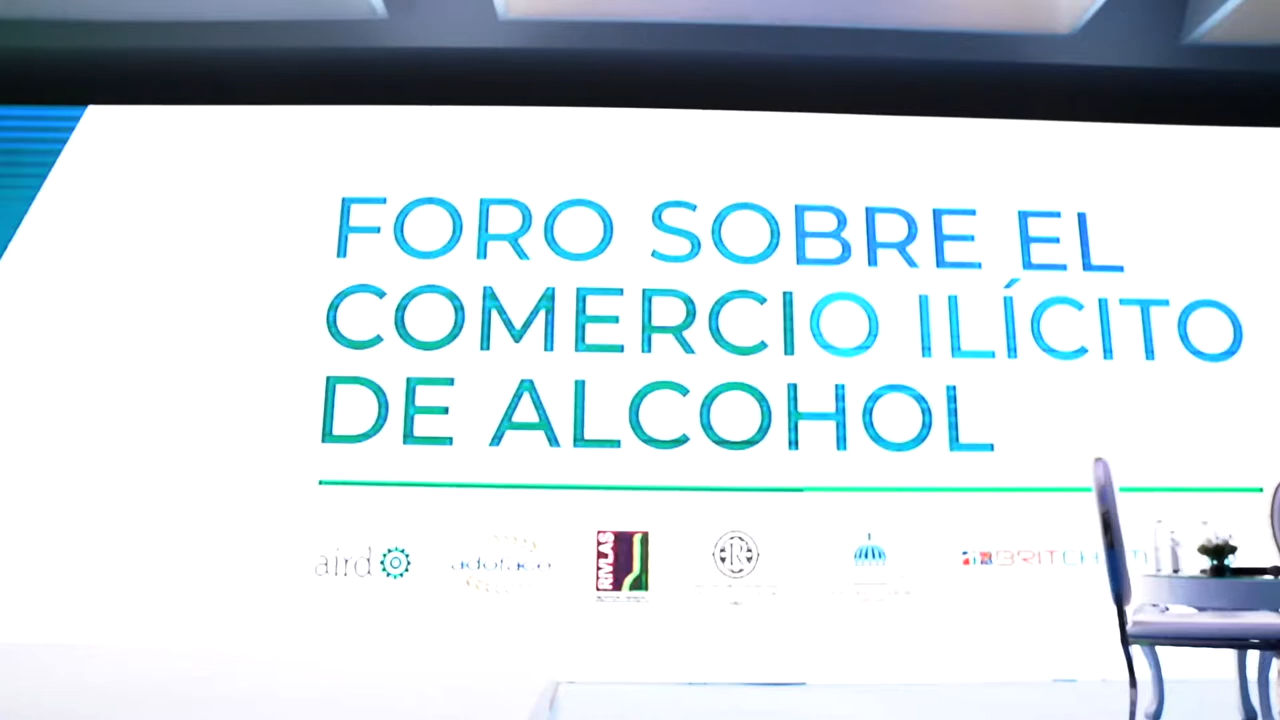 FORO SOBRE EL
COMERCIO ILÍCITO
DE ALCOHOL
aird
RIVLAS